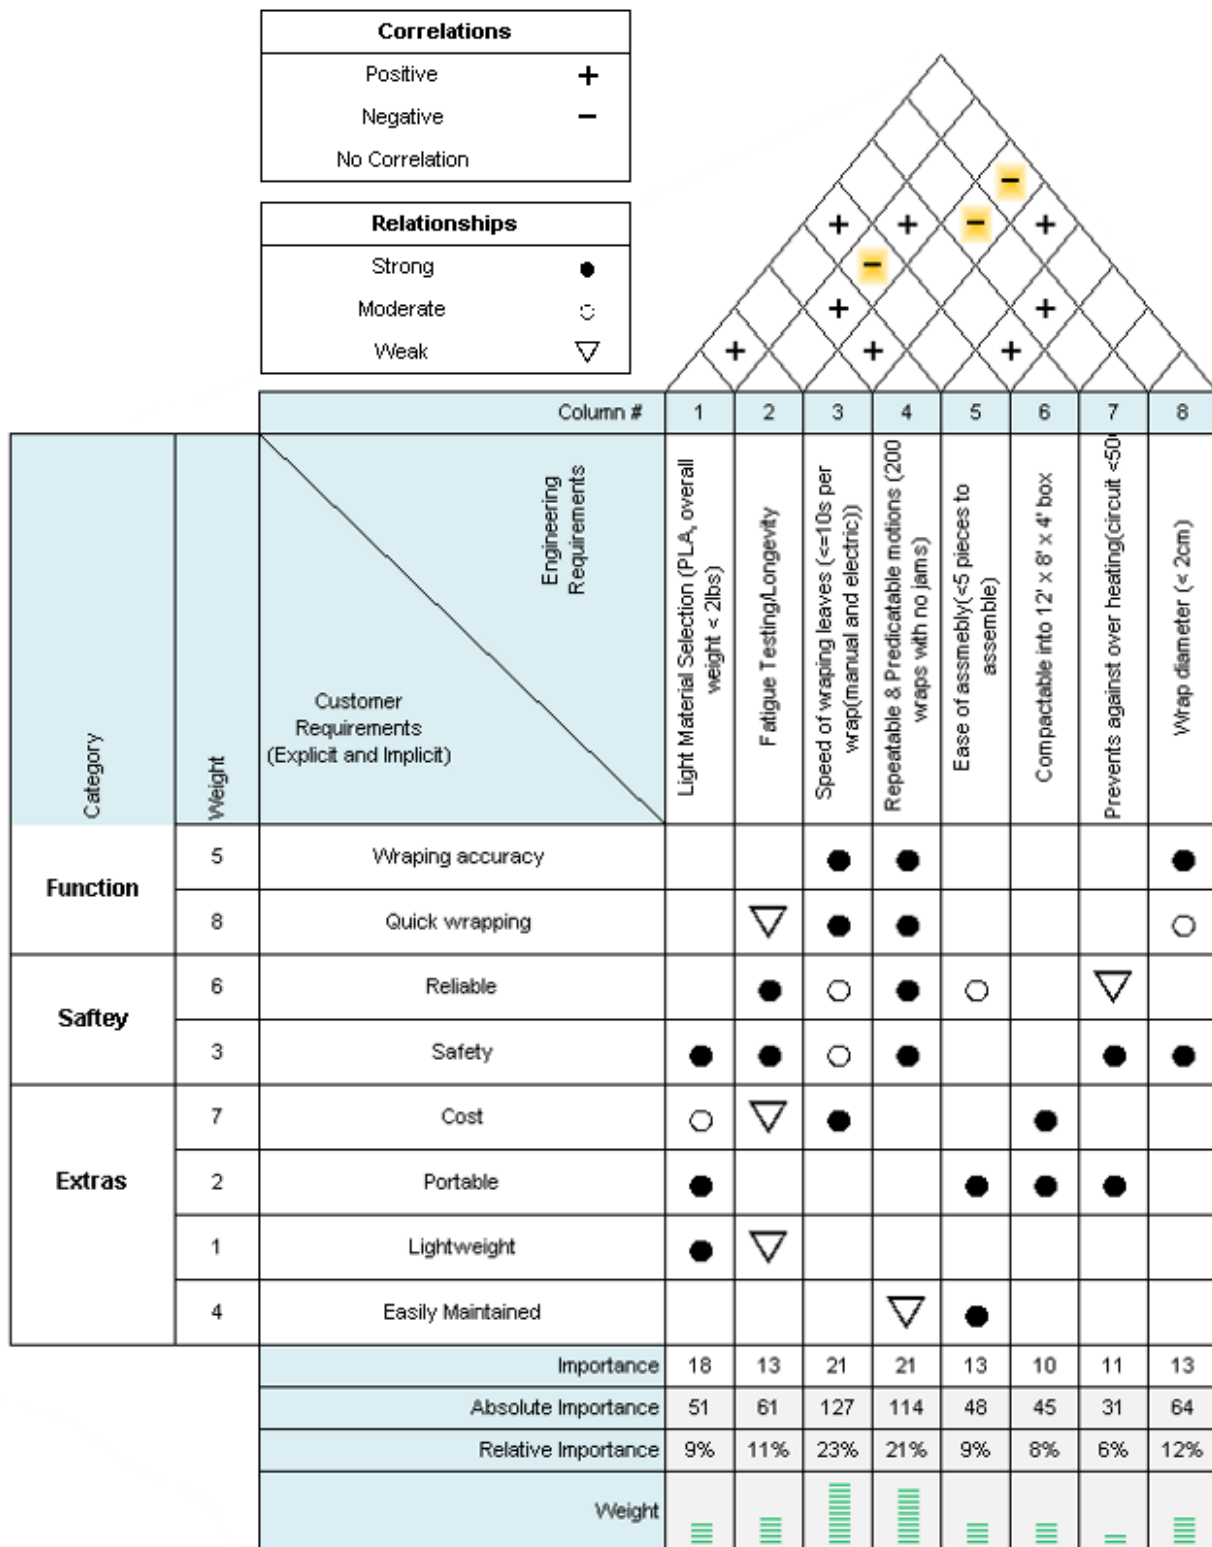 Correlations
Positive +
Negative −
No Correlation
Relationships
Strong ●
Moderate ○
Weak ▽
+ + + + + + + + +
− − −
Column # 1 2 3 4 5 6 7 8
Category
Weight
Engineering
Requirements
Customer
Requirements
(Explicit and Implicit)
Light Material Selection (PLA, overall
weight < 2lbs)
Fatigue Testing/Longevity
Speed of wraping leaves (<=10s per
wrap(manual and electric))
Repeatable & Predicatable motions (200
wraps with no jams)
Ease of assmebly(<5 pieces to
assemble)
Compactable into 12' x 8' x 4' box
Prevents against over heating(circuit <50
Wrap diameter (< 2cm)
Function
5 Wraping accuracy ● ● ●
8 Quick wrapping ▽ ● ● ○
Saftey
6 Reliable ● ○ ● ○ ▽
3 Safety ● ● ○ ● ● ●
Extras
7 Cost ○ ▽ ● ●
2 Portable ● ● ● ●
1 Lightweight ● ▽
4 Easily Maintained ▽ ●
Importance 18 13 21 21 13 10 11 13
Absolute Importance 51 61 127 114 48 45 31 64
Relative Importance 9% 11% 23% 21% 9% 8% 6% 12%
Weight